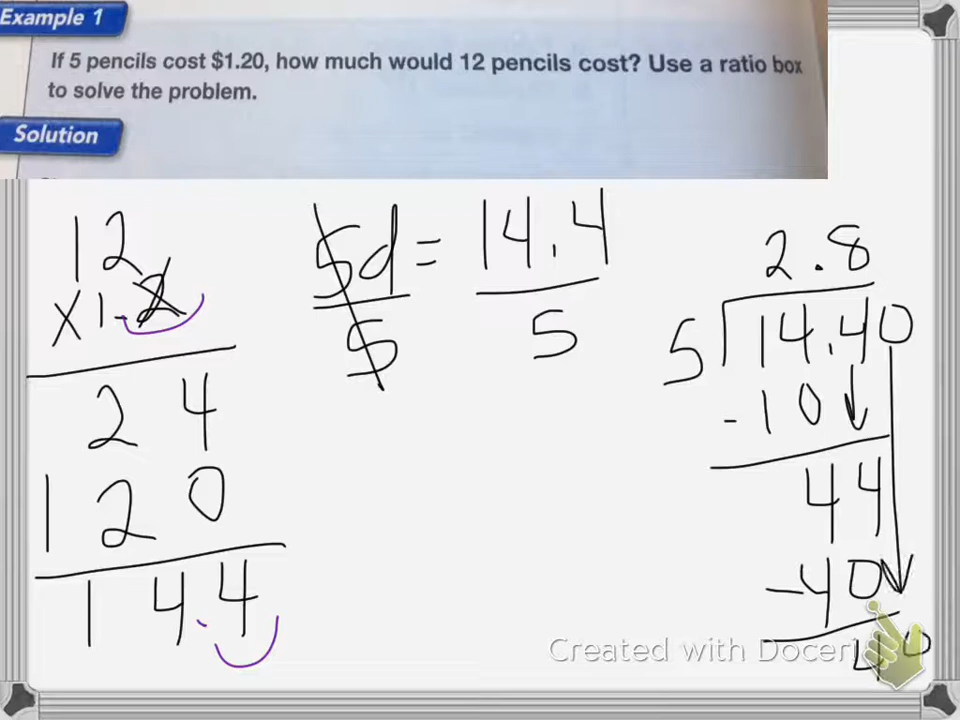 Example 1
If 5 pencils cost $1.20, how much would 12 pencils cost? Use a ratio box
to solve the problem.
Solution
12
x1.2
24
120
14.4
5d = 14.4
5 5
2.8
5 14.40
-10
44
-40
40
Created with Doceri